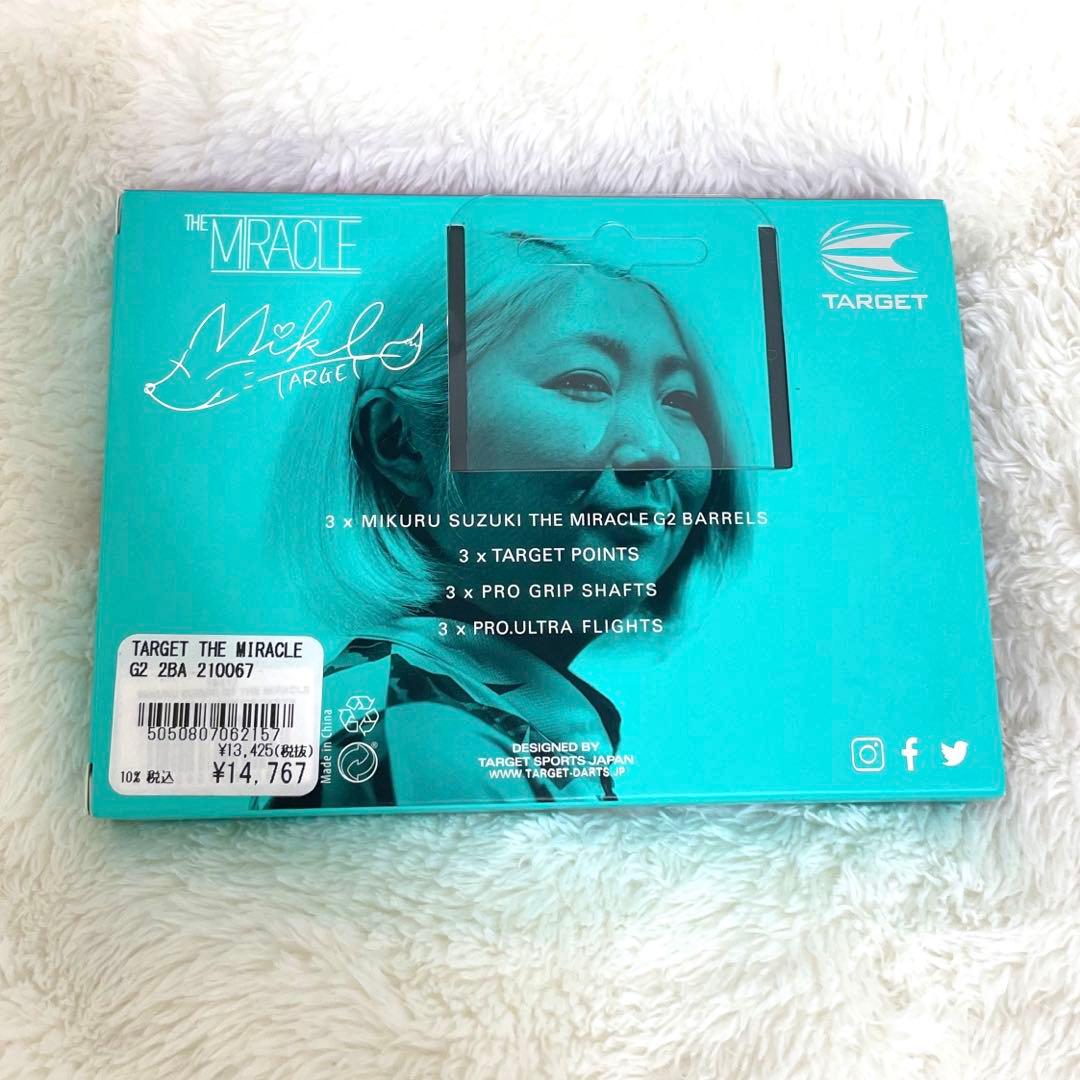 THE MIRACLE
TARGET
Mikl
TARGET
3 x MIKURU SUZUKI THE MIRACLE G2 BARRELS
3 x TARGET POINTS
3 x PRO GRIP SHAFTS
3 x PRO.ULTRA FLIGHTS
TARGET THE MIRACLE
G2 2BA 210067
5050807062157
¥13,425(税抜)
10% 税込 ¥14,767
Made in China
DESIGNED BY
TARGET SPORTS JAPAN
WWW.TARGET-DARTS.JP